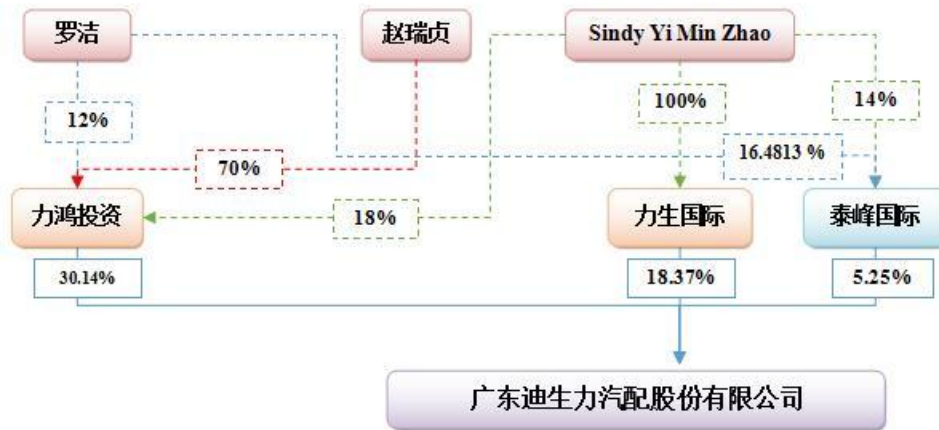 罗洁
赵瑞贞
Sindy Yi Min Zhao
12%
100%
14%
70%
16.4813 %
力鸿投资
18%
力生国际
泰峰国际
30.14%
18.37%
5.25%
广东迪生力汽配股份有限公司